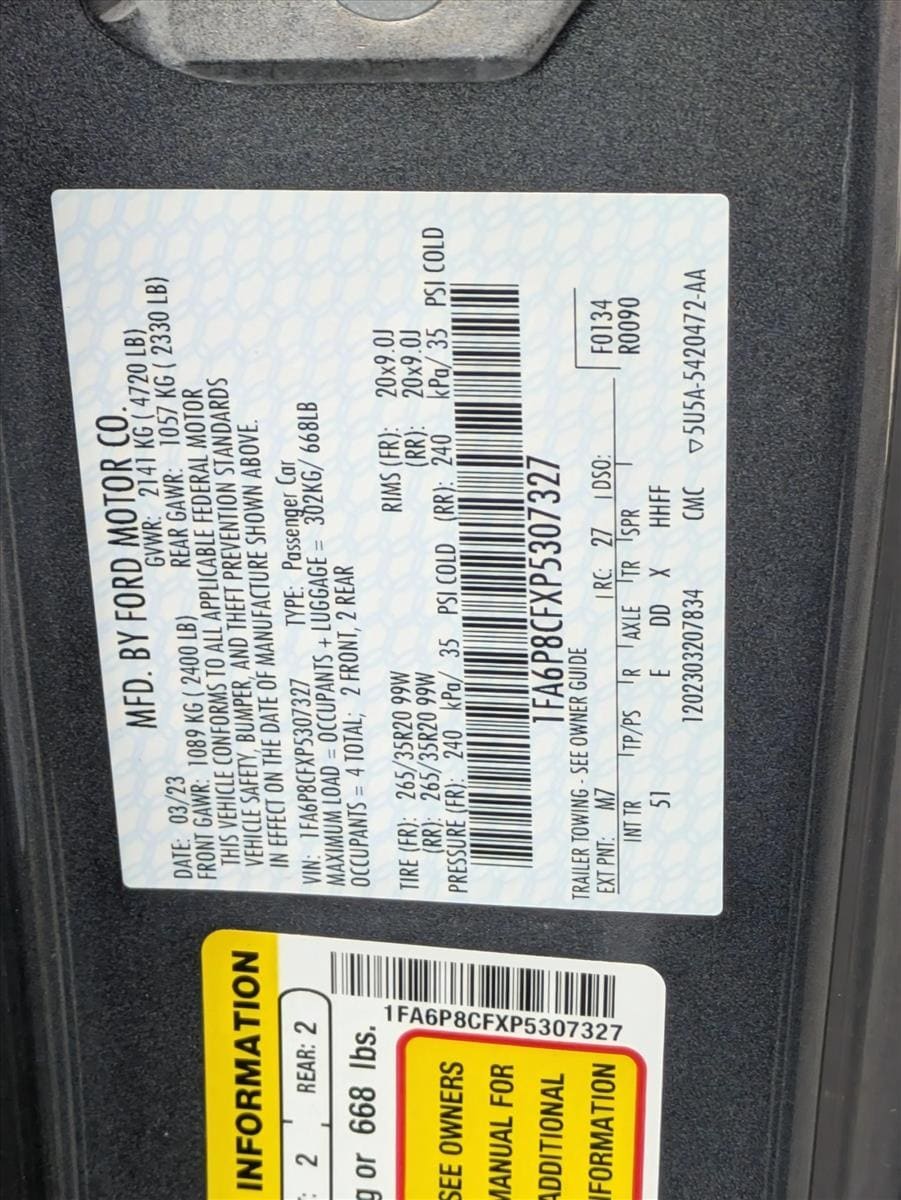 MFD. BY FORD MOTOR CO.
DATE: 03/23 GVWR: 2141 KG ( 4720 LB)
FRONT GAWR: 1089 KG ( 2400 LB) REAR GAWR: 1057 KG ( 2330 LB)
THIS VEHICLE CONFORMS TO ALL APPLICABLE FEDERAL MOTOR
VEHICLE SAFETY, BUMPER, AND THEFT PREVENTION STANDARDS
IN EFFECT ON THE DATE OF MANUFACTURE SHOWN ABOVE.
VIN: 1FA6P8CFXP5307327 TYPE: Passenger Car
MAXIMUM LOAD = OCCUPANTS + LUGGAGE = 302KG/ 668LB
OCCUPANTS = 4 TOTAL; 2 FRONT, 2 REAR
TIRE (FR): 265/35R20 99W RIMS (FR): 20x9.0J
(RR): 265/35R20 99W (RR): 20x9.0J
PRESSURE (FR): 240 kPa/ 35 PSI COLD (RR): 240 kPa/ 35 PSI COLD
1FA6P8CFXP5307327
TRAILER TOWING - SEE OWNER GUIDE
EXT PNT: M7 RC: 27 DSO: F0134
INT TR TP/PS R AXLE TR SPR R0090
51 E DD X HHFF
1202303207834 CMC ▽5U5A-5420472-AA
INFORMATION
: 2 REAR: 2
g or 668 lbs.
1FA6P8CFXP5307327
SEE OWNERS
MANUAL FOR
ADDITIONAL
INFORMATION